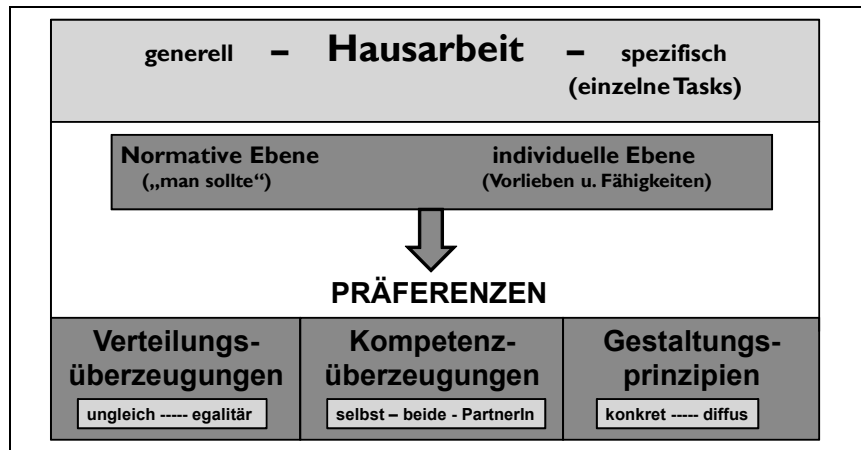 generell – Hausarbeit – spezifisch
(einzelne Tasks)
Normative Ebene individuelle Ebene
(„man sollte“) (Vorlieben u. Fähigkeiten)
PRÄFERENZEN
Verteilungs-
überzeugungen
ungleich ----- egalitär
Kompetenz-
überzeugungen
selbst – beide - PartnerIn
Gestaltungs-
prinzipien
konkret ----- diffus